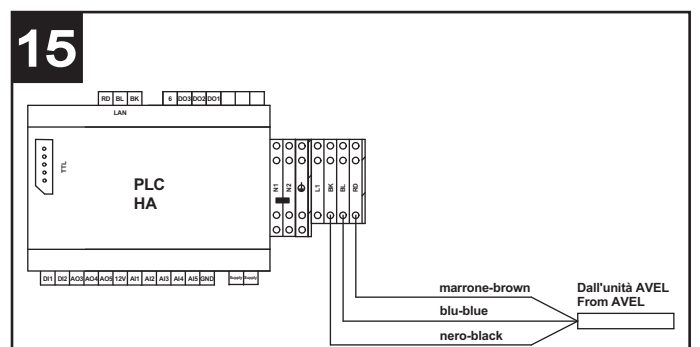 15
RD BL BK 6 DO3 DO2 DO1
LAN
TTL
PLC
HA
N1 N2 L1 BK BL RD
DI1 DI2 AO3 AO4 AO5 12V AI1 AI2 AI3 AI4 AI5 GND Supply Supply
marrone-brown
blu-blue
nero-black
Dall'unità AVEL
From AVEL